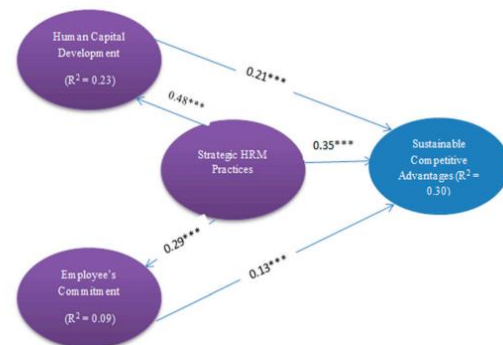 Human Capital
Development
(R² = 0.23)
0.21***
0.48***
Strategic HRM
Practices
0.35***
Sustainable
Competitive
Advantages (R² =
0.30)
0.29***
Employee's
Commitment
(R² = 0.09)
0.13***